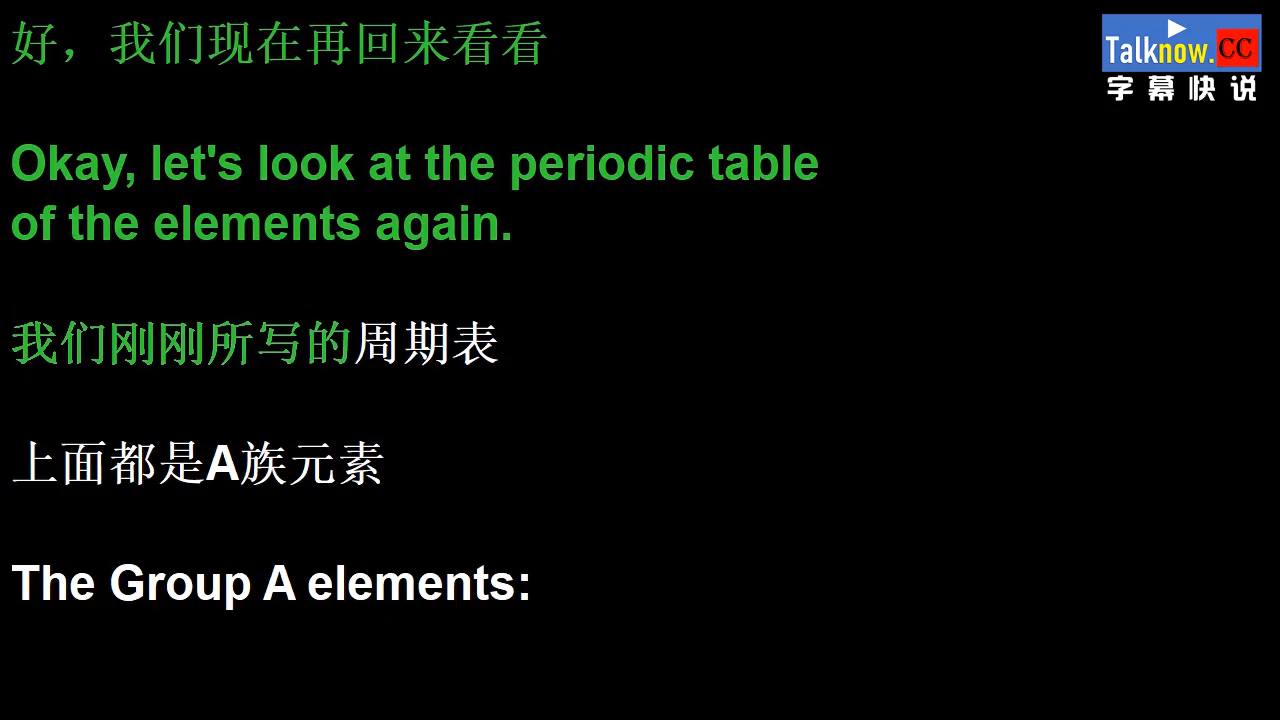 好，我们现在再回来看看
Talknow.CC
字幕快说
Okay, let's look at the periodic table
of the elements again.
我们刚刚所写的周期表
上面都是A族元素
The Group A elements: